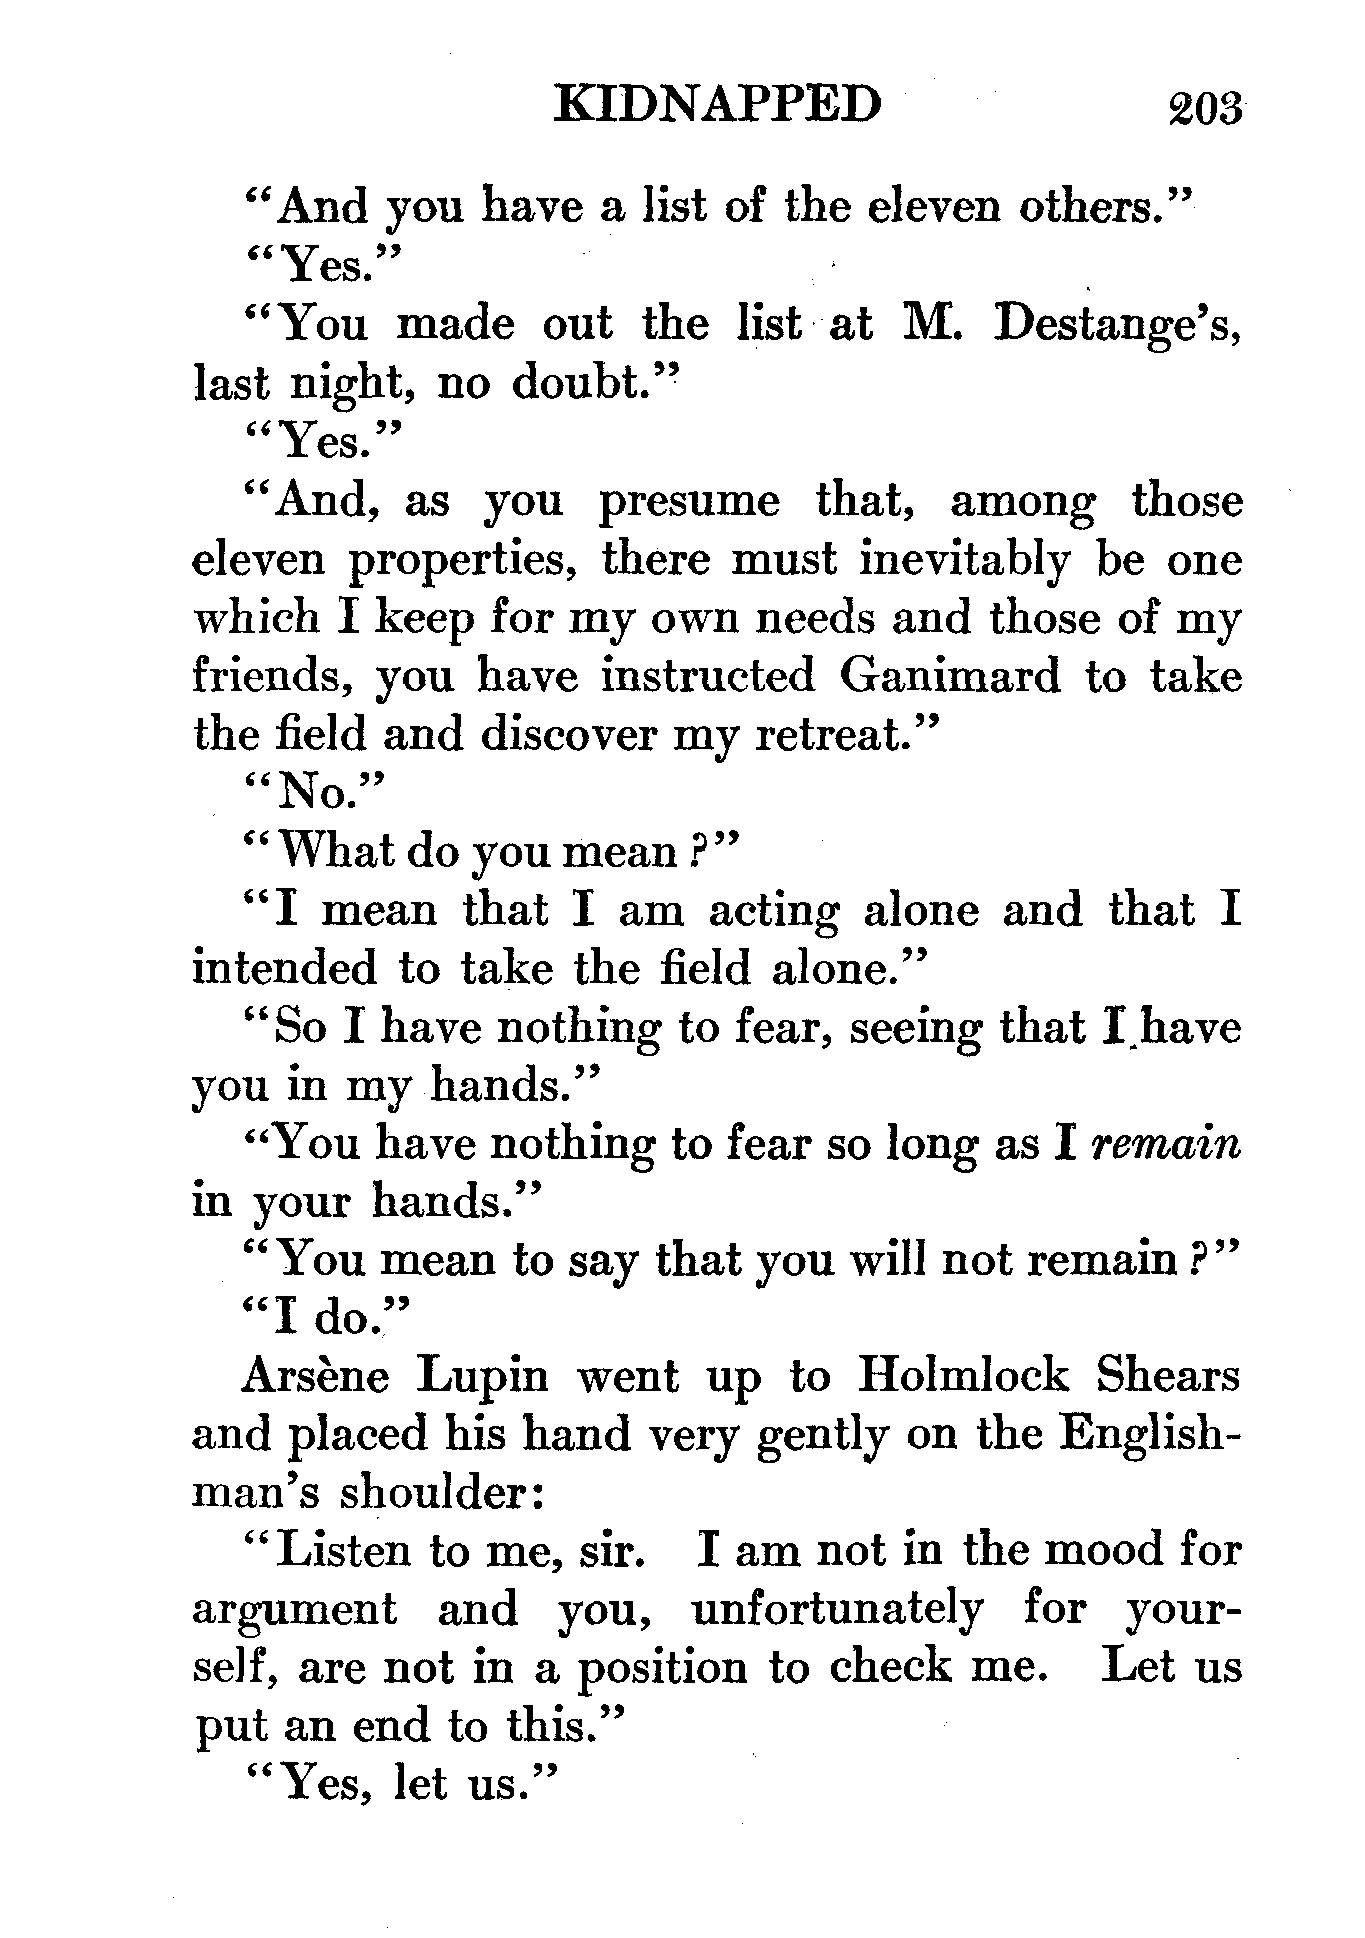 KIDNAPPED 203
"And you have a list of the eleven others."
"Yes."
"You made out the list at M. Destange's,
last night, no doubt."
"Yes."
"And, as you presume that, among those
eleven properties, there must inevitably be one
which I keep for my own needs and those of my
friends, you have instructed Ganimard to take
the field and discover my retreat."
"No."
"What do you mean?"
"I mean that I am acting alone and that I
intended to take the field alone."
"So I have nothing to fear, seeing that I have
you in my hands."
"You have nothing to fear so long as I remain
in your hands."
"You mean to say that you will not remain?"
"I do."
Arsène Lupin went up to Holmlock Shears
and placed his hand very gently on the English-
man's shoulder:
"Listen to me, sir. I am not in the mood for
argument and you, unfortunately for your-
self, are not in a position to check me. Let us
put an end to this."
"Yes, let us."